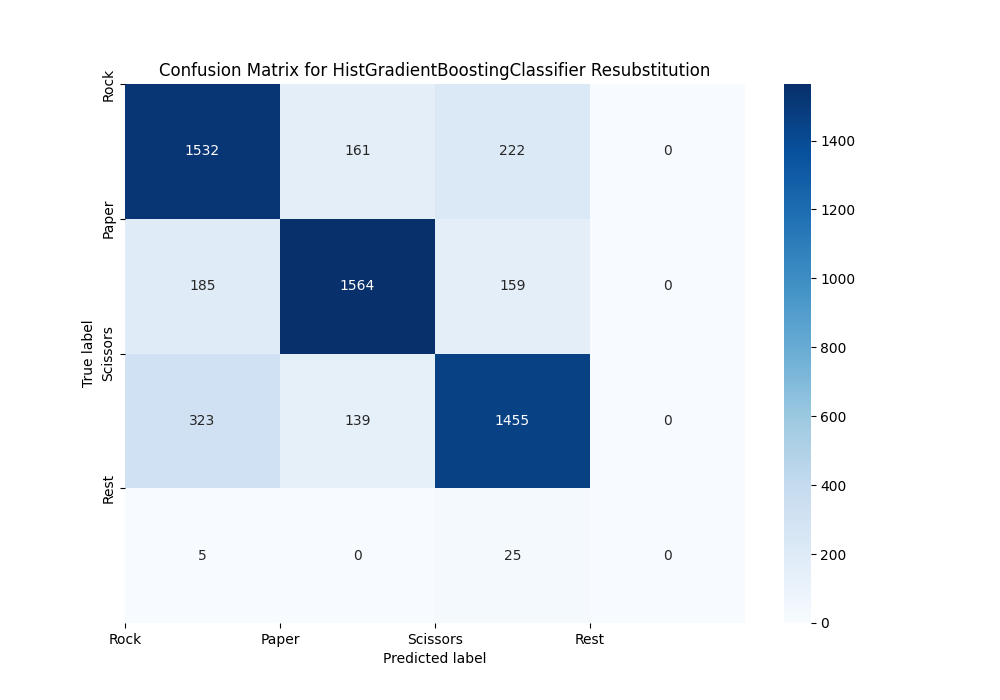 Confusion Matrix for HistGradientBoostingClassifier Resubstitution
True label
Rock
Paper
Scissors
Rest
1532 161 222 0
185 1564 159 0
323 139 1455 0
5 0 25 0
Rock Paper Scissors Rest
Predicted label
1400
1200
1000
800
600
400
200
0